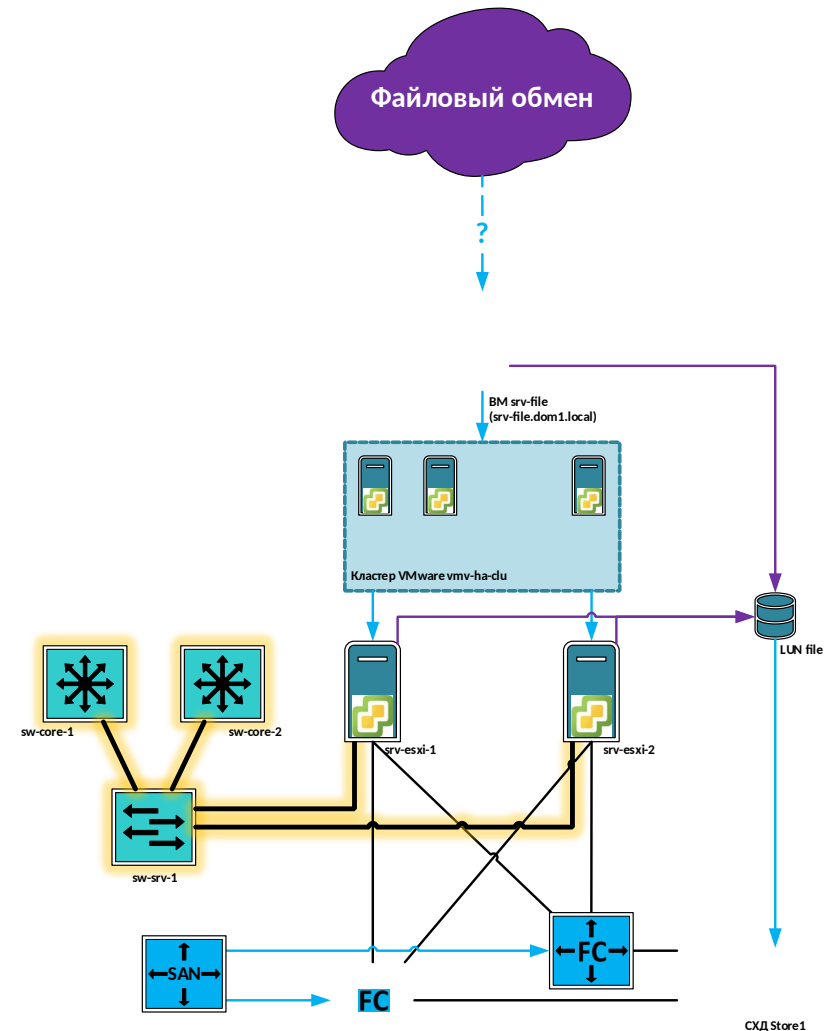 Файловый обмен
?
ВМ srv-file
(srv-file.dom1.local)
Кластер VMware vmv-ha-clu
LUN file
sw-core-1
sw-core-2
srv-esxi-1
srv-esxi-2
sw-srv-1
SAN
FC
FC
СХД Store1